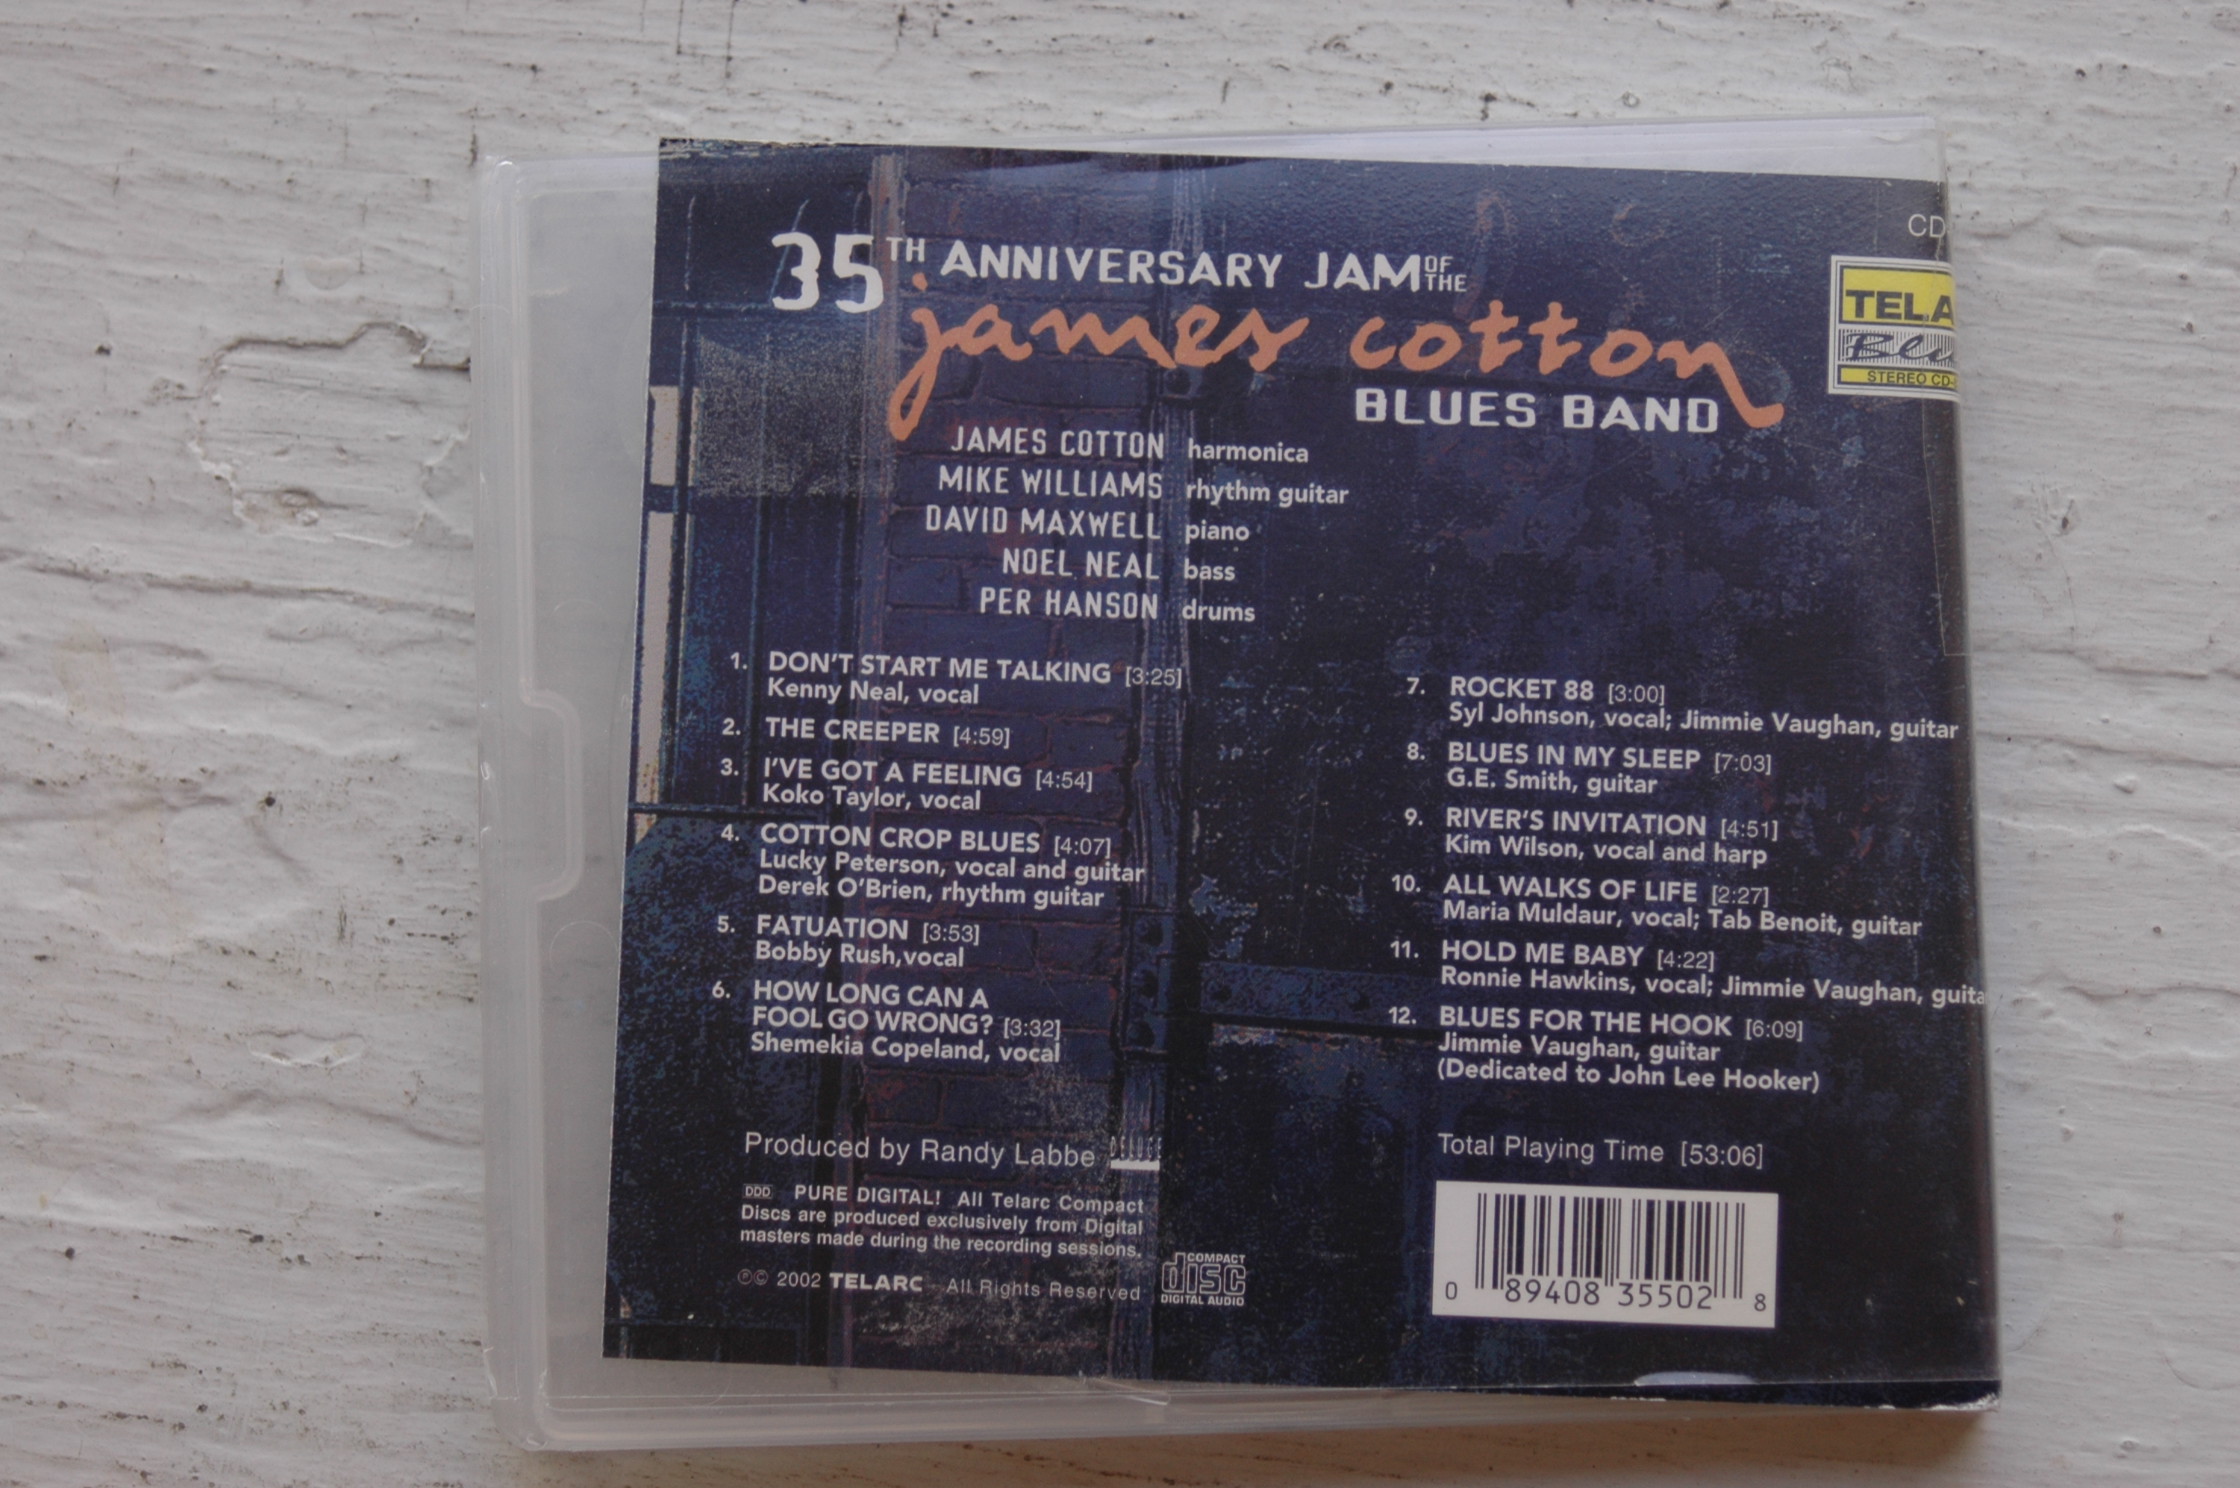 35TH ANNIVERSARY JAM OF THE
james cotton
BLUES BAND
CD
TELA
Blu
STEREO CD-
JAMES COTTON harmonica
MIKE WILLIAMS rhythm guitar
DAVID MAXWELL piano
NOEL NEAL bass
PER HANSON drums
1. DON'T START ME TALKING [3:25]
Kenny Neal, vocal
2. THE CREEPER [4:59]
3. I'VE GOT A FEELING [4:54]
Koko Taylor, vocal
4. COTTON CROP BLUES [4:07]
Lucky Peterson, vocal and guitar
Derek O'Brien, rhythm guitar
5. FATUATION [3:53]
Bobby Rush,vocal
6. HOW LONG CAN A
FOOL GO WRONG? [3:32]
Shemekia Copeland, vocal
7. ROCKET 88 [3:00]
Syl Johnson, vocal; Jimmie Vaughan, guitar
8. BLUES IN MY SLEEP [7:03]
G.E. Smith, guitar
9. RIVER'S INVITATION [4:51]
Kim Wilson, vocal and harp
10. ALL WALKS OF LIFE [2:27]
Maria Muldaur, vocal; Tab Benoit, guitar
11. HOLD ME BABY [4:22]
Ronnie Hawkins, vocal; Jimmie Vaughan, guita
12. BLUES FOR THE HOOK [6:09]
Jimmie Vaughan, guitar
(Dedicated to John Lee Hooker)
Produced by Randy Labbe DELUGE
DDD PURE DIGITAL! All Telarc Compact
Discs are produced exclusively from Digital
masters made during the recording sessions.
℗© 2002 TELARC All Rights Reserved
COMPACT
disc
DIGITAL AUDIO
Total Playing Time [53:06]
0 89408 35502 8